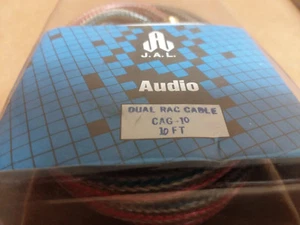 J.A.L.
Audio
DUAL RAC CABLE
CAG-10
10 FT